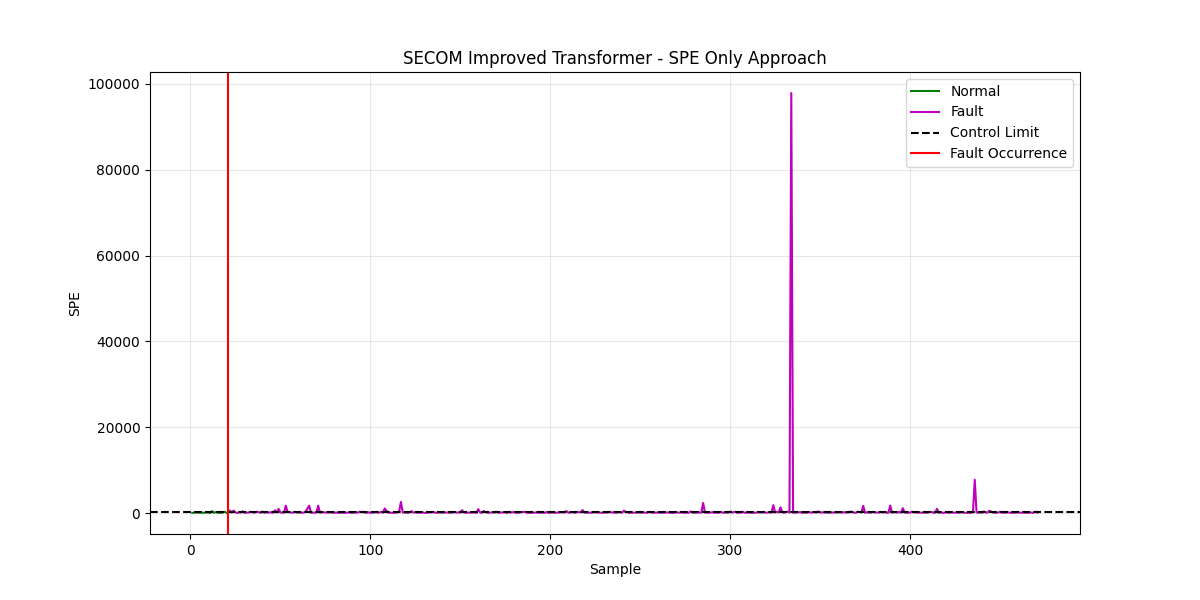 SECOM Improved Transformer - SPE Only Approach
100000
80000
60000
40000
20000
0
SPE
0
100
200
300
400
Sample
Normal
Fault
Control Limit
Fault Occurrence